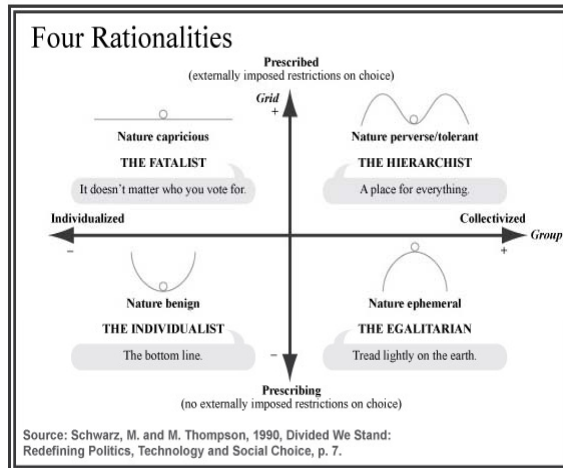 Four Rationalities
Prescribed
(externally imposed restrictions on choice)
Grid
+
Nature capricious
Nature perverse/tolerant
THE FATALIST
THE HIERARCHIST
It doesn't matter who you vote for.
A place for everything.
Individualized
Collectivized
Group
–
+
Nature benign
Nature ephemeral
THE INDIVIDUALIST
THE EGALITARIAN
The bottom line.
Tread lightly on the earth.
–
Prescribing
(no externally imposed restrictions on choice)
Source: Schwarz, M. and M. Thompson, 1990, Divided We Stand:
Redefining Politics, Technology and Social Choice, p. 7.